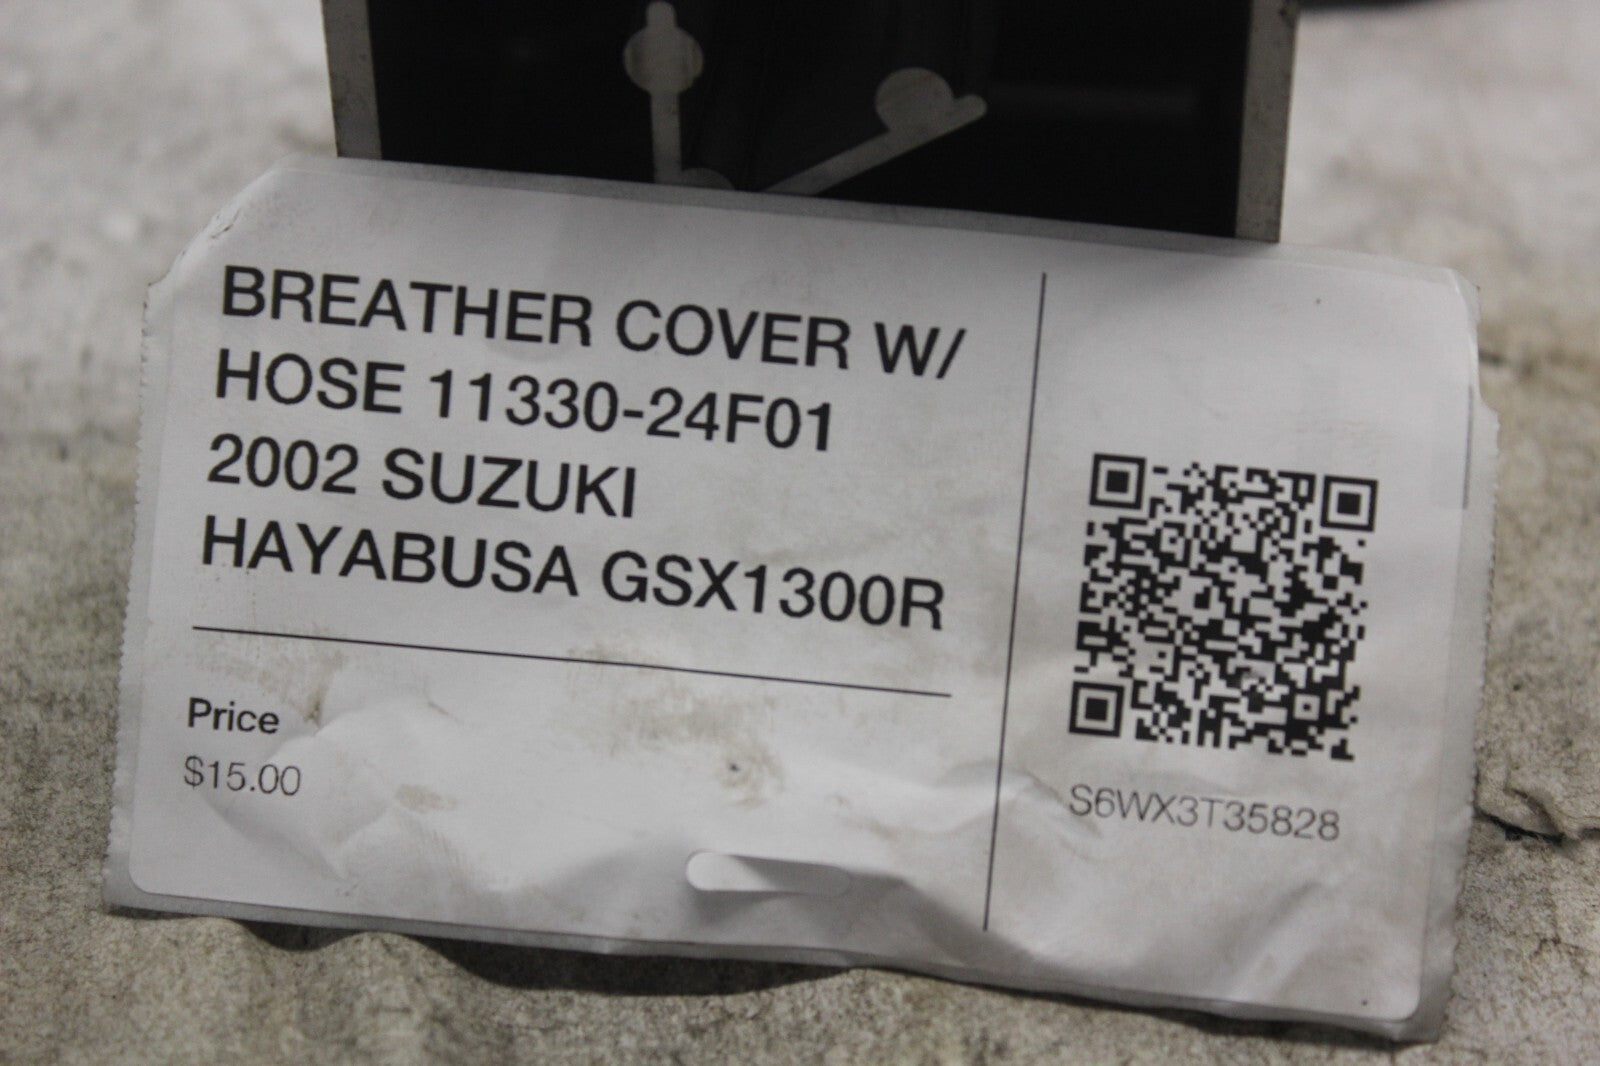 BREATHER COVER W/
HOSE 11330-24F01
2002 SUZUKI
HAYABUSA GSX1300R
Price
$15.00
S6WX3T35828